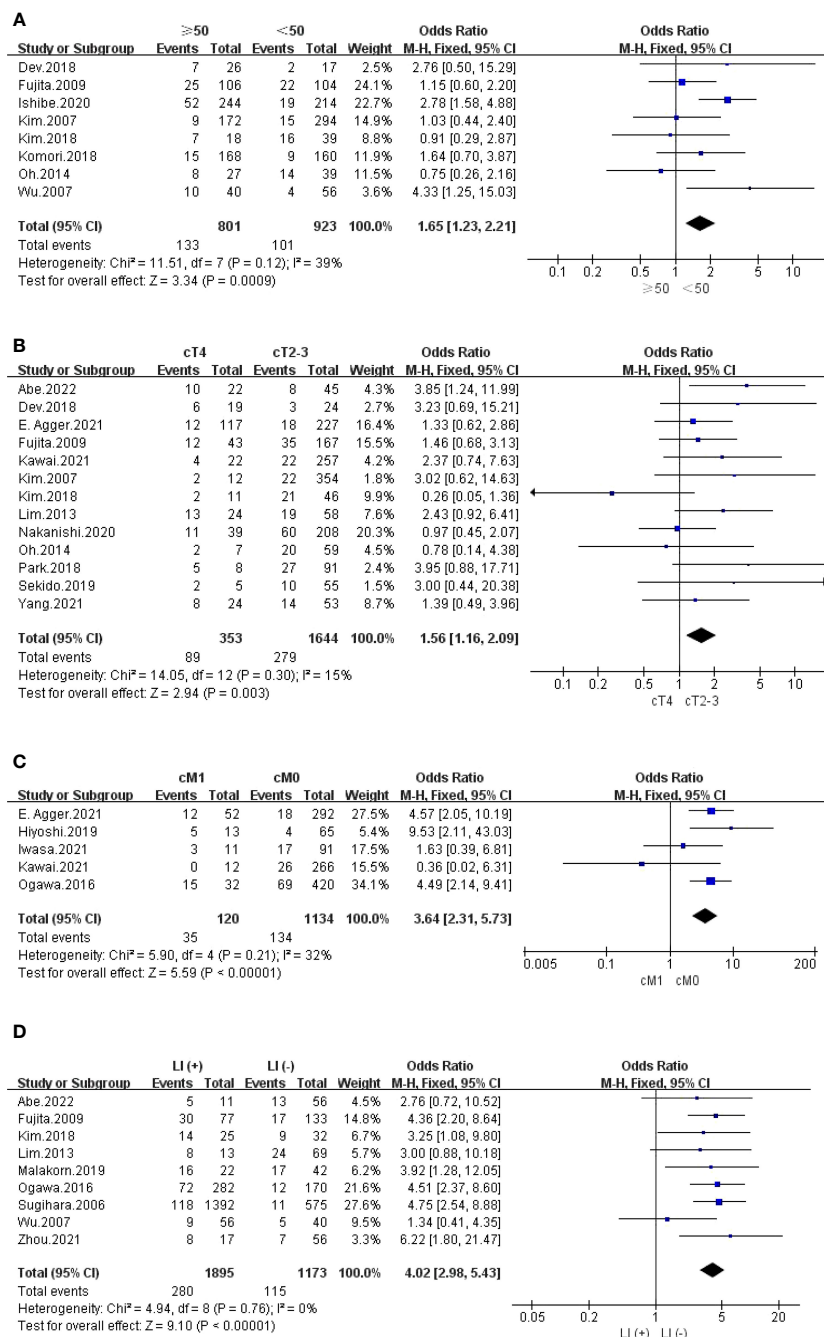 A
≥50 <50 Odds Ratio Odds Ratio
Study or Subgroup Events Total Events Total Weight M-H, Fixed, 95% CI M-H, Fixed, 95% CI
Dev.2018 7 26 2 17 2.5% 2.76 [0.50, 15.29]
Fujita.2009 25 106 22 104 24.1% 1.15 [0.60, 2.20]
Ishibe.2020 52 244 19 214 22.7% 2.78 [1.58, 4.88]
Kim.2007 9 172 15 294 14.9% 1.03 [0.44, 2.40]
Kim.2018 7 18 16 39 8.8% 0.91 [0.29, 2.87]
Komori.2018 15 168 9 160 11.9% 1.64 [0.70, 3.87]
Oh.2014 8 27 14 39 11.5% 0.75 [0.26, 2.16]
Wu.2007 10 40 4 56 3.6% 4.33 [1.25, 15.03]
Total (95% CI) 801 923 100.0% 1.65 [1.23, 2.21]
Total events 133 101
Heterogeneity: Chi² = 11.51, df = 7 (P = 0.12); I² = 39%
Test for overall effect: Z = 3.34 (P = 0.0009)
0.1 0.2 0.5 1 2 5 10
≥50 <50
B
cT4 cT2-3 Odds Ratio Odds Ratio
Study or Subgroup Events Total Events Total Weight M-H, Fixed, 95% CI M-H, Fixed, 95% CI
Abe.2022 10 22 8 45 4.3% 3.85 [1.24, 11.99]
Dev.2018 6 19 3 24 2.7% 3.23 [0.69, 15.21]
E. Agger.2021 12 117 18 227 16.4% 1.33 [0.62, 2.86]
Fujita.2009 12 43 35 167 15.5% 1.46 [0.68, 3.13]
Kawai.2021 4 22 22 257 4.2% 2.37 [0.74, 7.63]
Kim.2007 2 12 22 354 1.8% 3.02 [0.62, 14.63]
Kim.2018 2 11 21 46 9.9% 0.26 [0.05, 1.36]
Lim.2013 13 24 19 58 7.6% 2.43 [0.92, 6.41]
Nakanishi.2020 11 39 60 208 20.3% 0.97 [0.45, 2.07]
Oh.2014 2 7 20 59 4.5% 0.78 [0.14, 4.38]
Park.2018 5 8 27 91 2.4% 3.95 [0.88, 17.71]
Sekido.2019 2 5 10 55 1.5% 3.00 [0.44, 20.38]
Yang.2021 8 24 14 53 8.7% 1.39 [0.49, 3.96]
Total (95% CI) 353 1644 100.0% 1.56 [1.16, 2.09]
Total events 89 279
Heterogeneity: Chi² = 14.05, df = 12 (P = 0.30); I² = 15%
Test for overall effect: Z = 2.94 (P = 0.003)
0.1 0.2 0.5 1 2 5 10
cT4 cT2-3
C
cM1 cM0 Odds Ratio Odds Ratio
Study or Subgroup Events Total Events Total Weight M-H, Fixed, 95% CI M-H, Fixed, 95% CI
E. Agger.2021 12 52 18 292 27.5% 4.57 [2.05, 10.19]
Hiyoshi.2019 5 13 4 65 5.4% 9.53 [2.11, 43.03]
Iwasa.2021 3 11 17 91 17.5% 1.63 [0.39, 6.81]
Kawai.2021 0 12 26 266 15.5% 0.36 [0.02, 6.31]
Ogawa.2016 15 32 69 420 34.1% 4.49 [2.14, 9.41]
Total (95% CI) 120 1134 100.0% 3.64 [2.31, 5.73]
Total events 35 134
Heterogeneity: Chi² = 5.90, df = 4 (P = 0.21); I² = 32%
Test for overall effect: Z = 5.59 (P < 0.00001)
0.005 0.1 1 10 200
cM1 cM0
D
LI (+) LI (-) Odds Ratio Odds Ratio
Study or Subgroup Events Total Events Total Weight M-H, Fixed, 95% CI M-H, Fixed, 95% CI
Abe.2022 5 11 13 56 4.5% 2.76 [0.72, 10.52]
Fujita.2009 30 77 17 133 14.8% 4.36 [2.20, 8.64]
Kim.2018 14 25 9 32 6.7% 3.25 [1.08, 9.80]
Lim.2013 8 13 24 69 5.7% 3.00 [0.88, 10.18]
Malakorn.2019 16 22 17 42 6.2% 3.92 [1.28, 12.05]
Ogawa.2016 72 282 12 170 21.6% 4.51 [2.37, 8.60]
Sugihara.2006 118 1392 11 575 27.6% 4.75 [2.54, 8.88]
Wu.2007 9 56 5 40 9.5% 1.34 [0.41, 4.35]
Zhou.2021 8 17 7 56 3.3% 6.22 [1.80, 21.47]
Total (95% CI) 1895 1173 100.0% 4.02 [2.98, 5.43]
Total events 280 115
Heterogeneity: Chi² = 4.94, df = 8 (P = 0.76); I² = 0%
Test for overall effect: Z = 9.10 (P < 0.00001)
0.05 0.2 1 5 20
LI (+) LI (-)